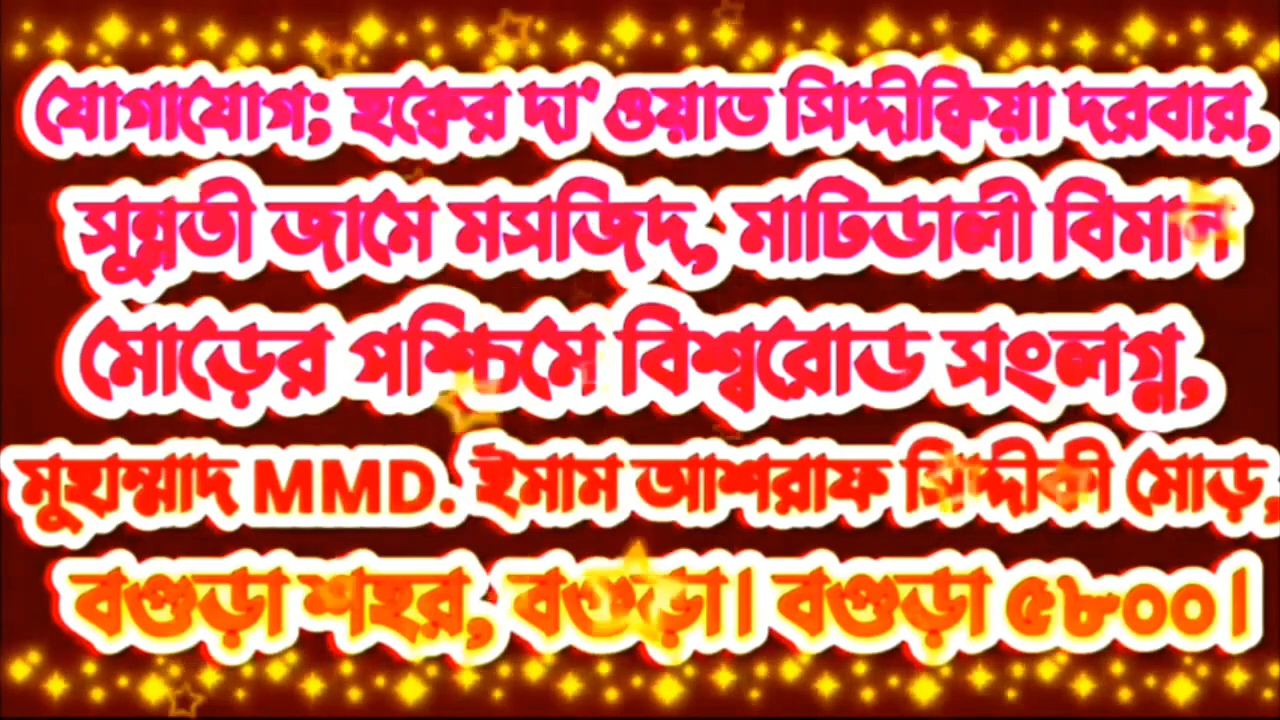 যোগাযোগ; হক্বের দা'ওয়াত সিদ্দীক্বিয়া দরবার,
সুন্নতী জামে মসজিদ, মাটিডালী বিমান
মোড়ের পশ্চিমে বিশ্বরোড সংলগ্ন,
মুহাম্মাদ MMD. ইমাম আশরাফ সিদ্দীকী মোড়,
বগুড়া শহর, বগুড়া। বগুড়া ৫৮০০।